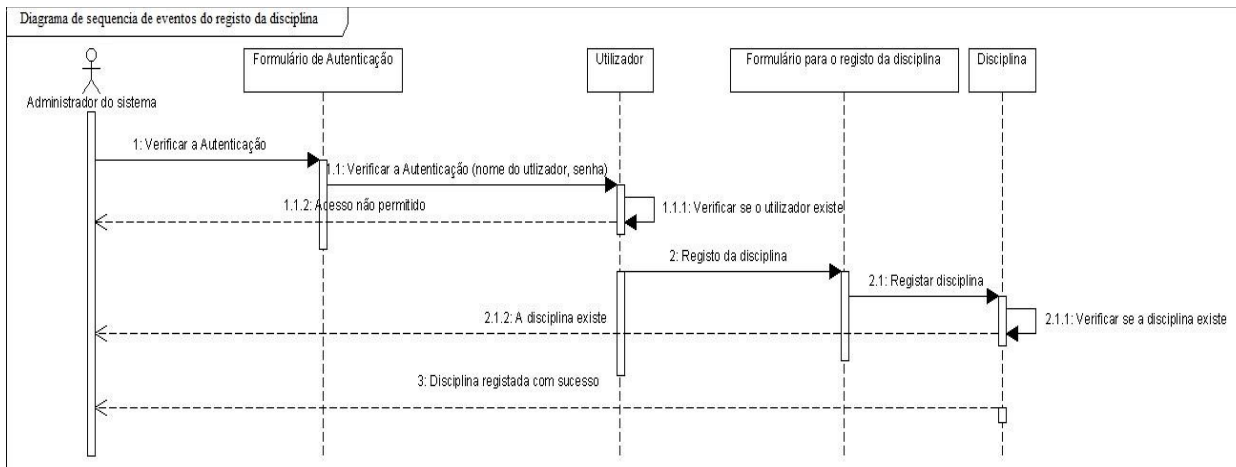 Diagrama de sequencia de eventos do registo da disciplina
Administrador do sistema
Formulário de Autenticação
Utilizador
Formulário para o registo da disciplina
Disciplina
1: Verificar a Autenticação
1.1: Verificar a Autenticação (nome do utlizador, senha)
1.1.2: Acesso não permitido
1.1.1: Verificar se o utilizador existe
2: Registo da disciplina
2.1: Registar disciplina
2.1.2: A disciplina existe
2.1.1: Verificar se a disciplina existe
3: Disciplina registada com sucesso